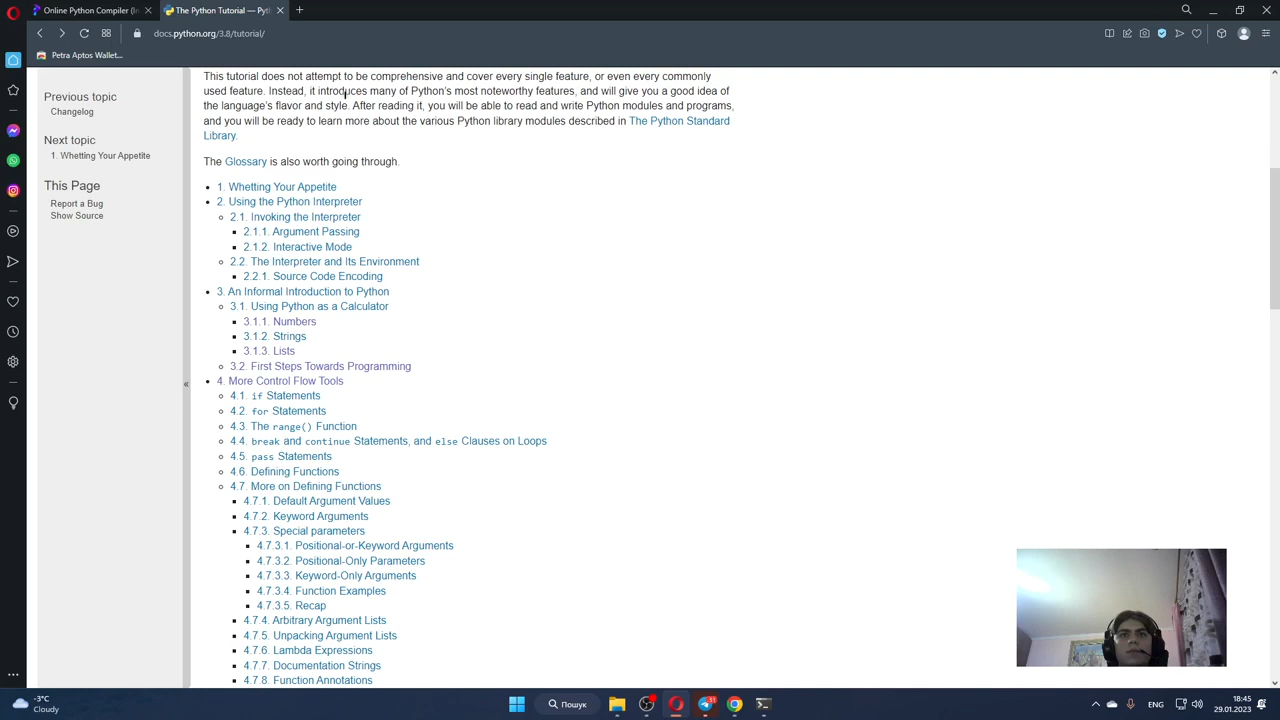 Online Python Compiler (In
The Python Tutorial — Pyt
docs.python.org/3.8/tutorial/
Petra Aptos Wallet...
Previous topic
Changelog
Next topic
1. Whetting Your Appetite
This Page
Report a Bug
Show Source
«
This tutorial does not attempt to be comprehensive and cover every single feature, or even every commonly
used feature. Instead, it introduces many of Python's most noteworthy features, and will give you a good idea of
the language's flavor and style. After reading it, you will be able to read and write Python modules and programs,
and you will be ready to learn more about the various Python library modules described in The Python Standard
Library.
The Glossary is also worth going through.
1. Whetting Your Appetite
2. Using the Python Interpreter
2.1. Invoking the Interpreter
2.1.1. Argument Passing
2.1.2. Interactive Mode
2.2. The Interpreter and Its Environment
2.2.1. Source Code Encoding
3. An Informal Introduction to Python
3.1. Using Python as a Calculator
3.1.1. Numbers
3.1.2. Strings
3.1.3. Lists
3.2. First Steps Towards Programming
4. More Control Flow Tools
4.1. if Statements
4.2. for Statements
4.3. The range() Function
4.4. break and continue Statements, and else Clauses on Loops
4.5. pass Statements
4.6. Defining Functions
4.7. More on Defining Functions
4.7.1. Default Argument Values
4.7.2. Keyword Arguments
4.7.3. Special parameters
4.7.3.1. Positional-or-Keyword Arguments
4.7.3.2. Positional-Only Parameters
4.7.3.3. Keyword-Only Arguments
4.7.3.4. Function Examples
4.7.3.5. Recap
4.7.4. Arbitrary Argument Lists
4.7.5. Unpacking Argument Lists
4.7.6. Lambda Expressions
4.7.7. Documentation Strings
4.7.8. Function Annotations
-3°C
Cloudy
Пошук
31
ENG
18:45
29.01.2023